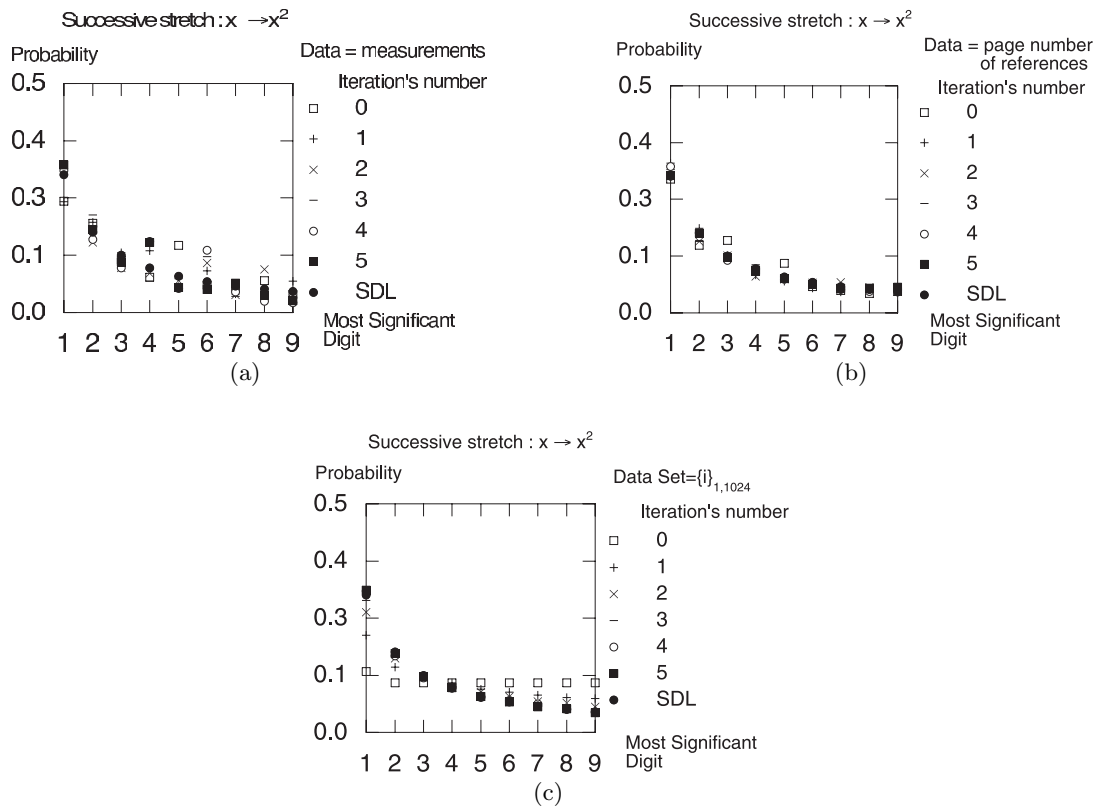 Successive stretch : x → x²
Probability
Data = measurements
Iteration's number
0
1
2
3
4
5
SDL
0.5
0.4
0.3
0.1
0.0
Most Significant
Digit
1 2 3 4 5 6 7 8 9
(a)
Successive stretch : x → x²
Probability
Data = page number
of references
Iteration's number
0
1
2
3
4
5
SDL
0.5
0.4
0.3
0.1
0.0
Most Significant
Digit
1 2 3 4 5 6 7 8 9
(b)
Successive stretch : x → x²
Probability
Data Set={i}1,1024
Iteration's number
0
1
2
3
4
5
SDL
0.5
0.4
0.3
0.1
0.0
Most Significant
Digit
1 2 3 4 5 6 7 8 9
(c)